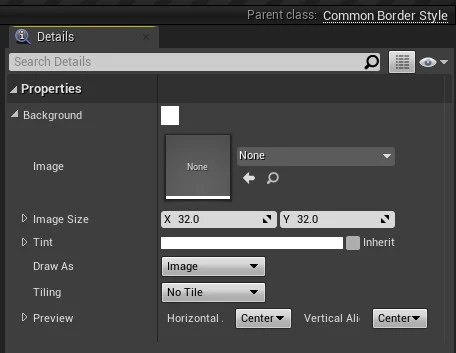 Parent class: Common Border Style
Details
Search Details
Properties
Background
None
None
Image
Image Size X 32.0 Y 32.0
Tint Inherit
Draw As Image
Tiling No Tile
Preview Horizontal . Center Vertical Ali Center